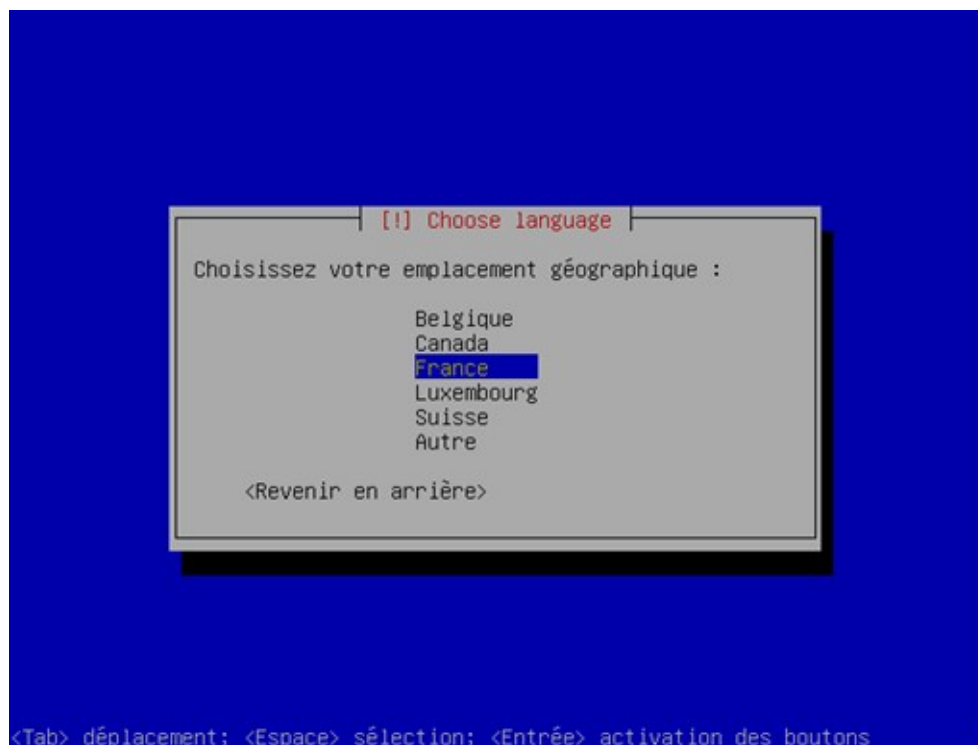 [!] Choose language
Choisissez votre emplacement géographique :
Belgique
Canada
France
Luxembourg
Suisse
Autre
<Revenir en arrière>
<Tab> déplacement; <Espace> sélection; <Entrée> activation des boutons